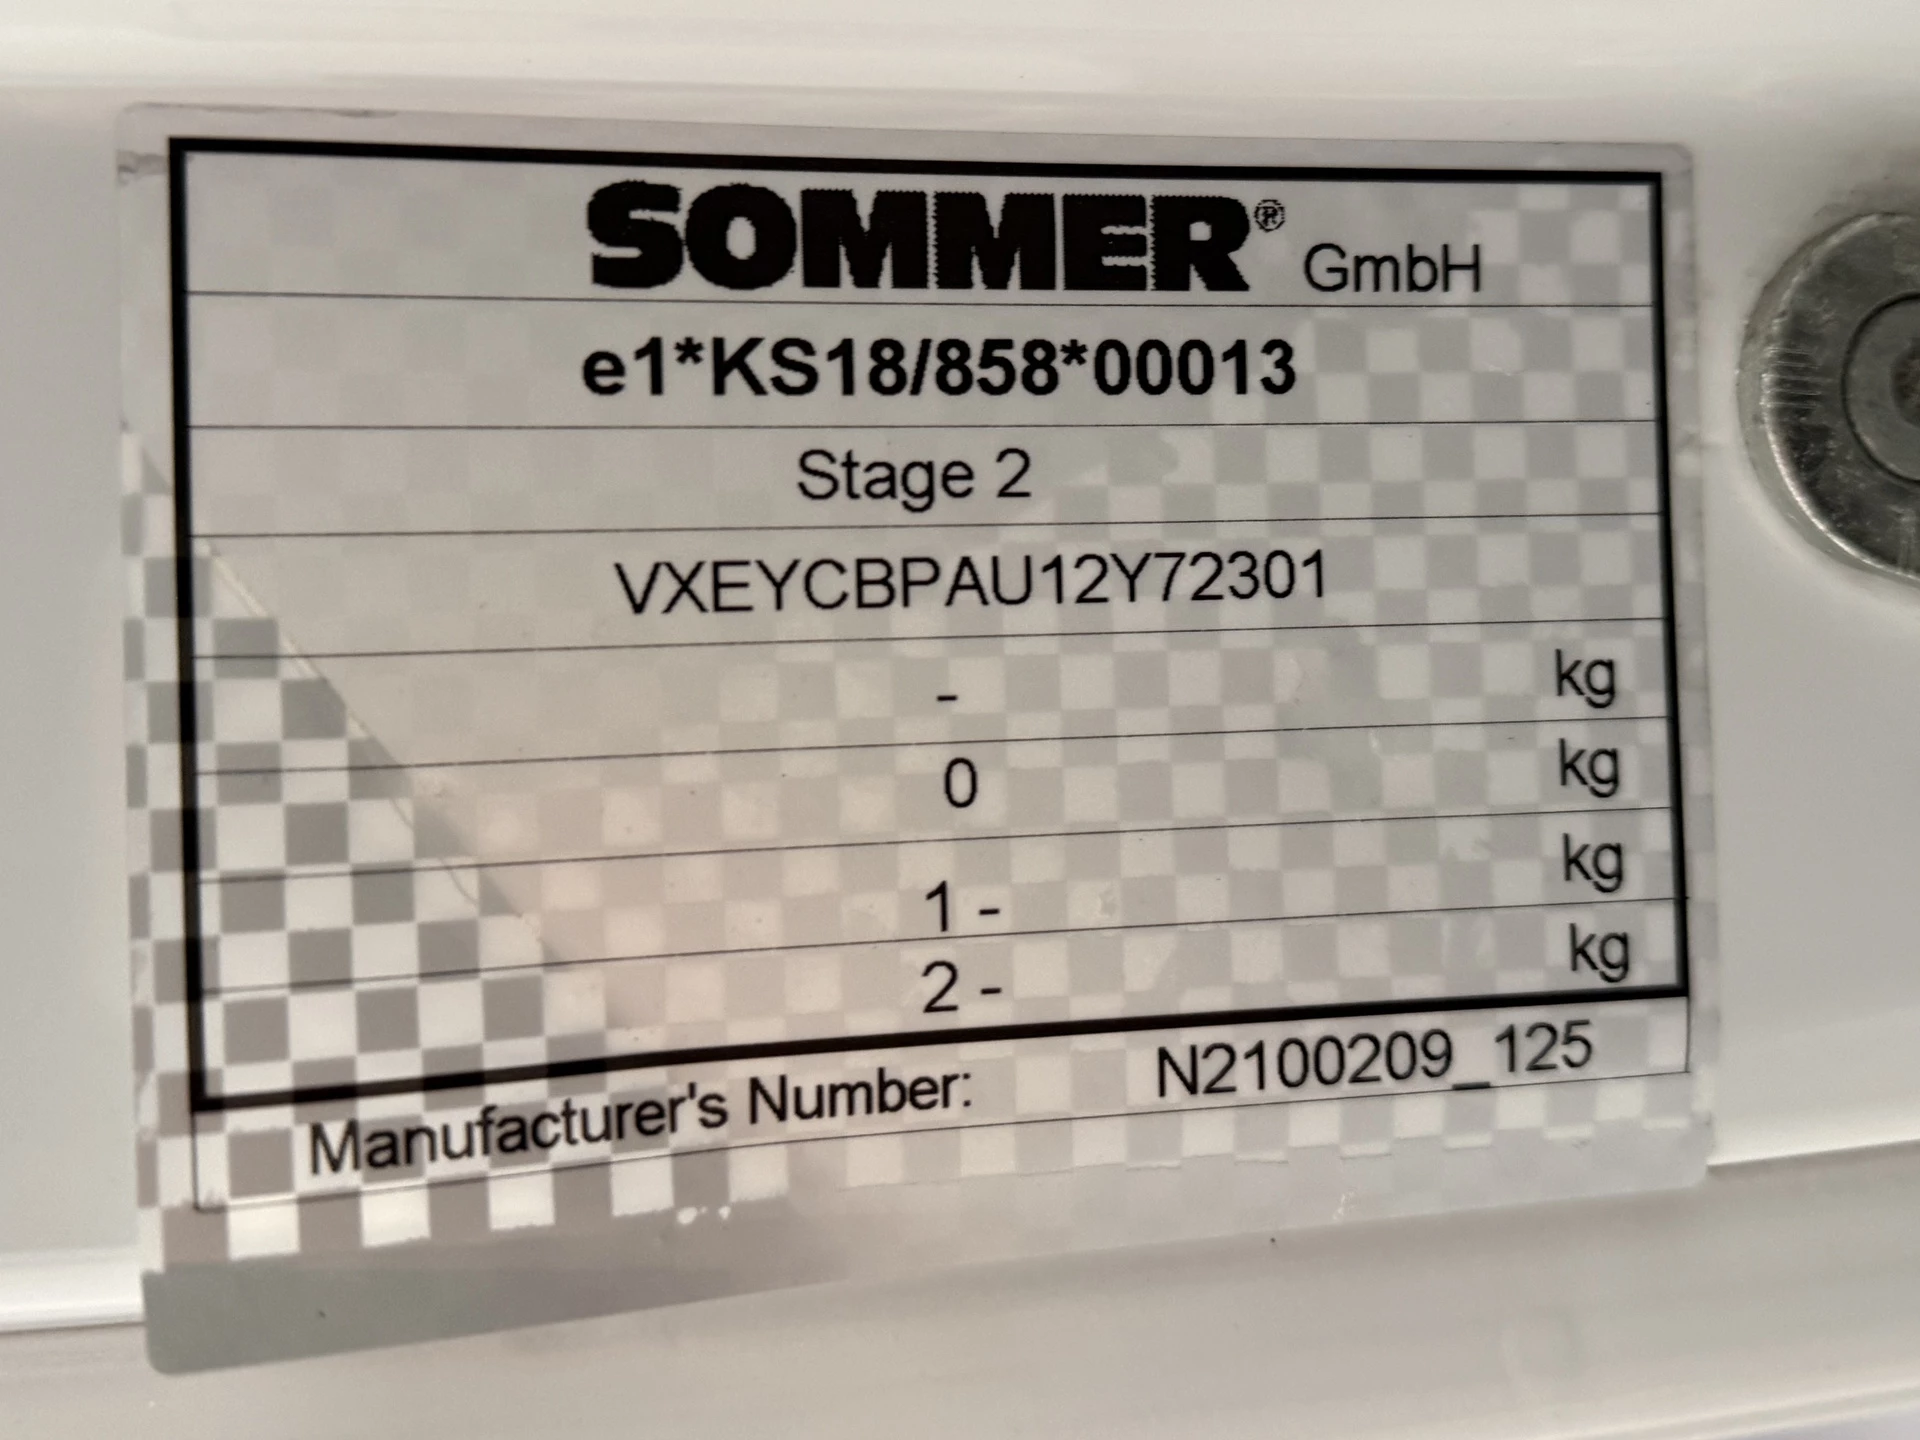 SOMMER® GmbH
e1*KS18/858*00013
Stage 2
VXEYCBPAU12Y72301
- kg
0 kg
1 - kg
2 - kg
Manufacturer's Number: N2100209_125